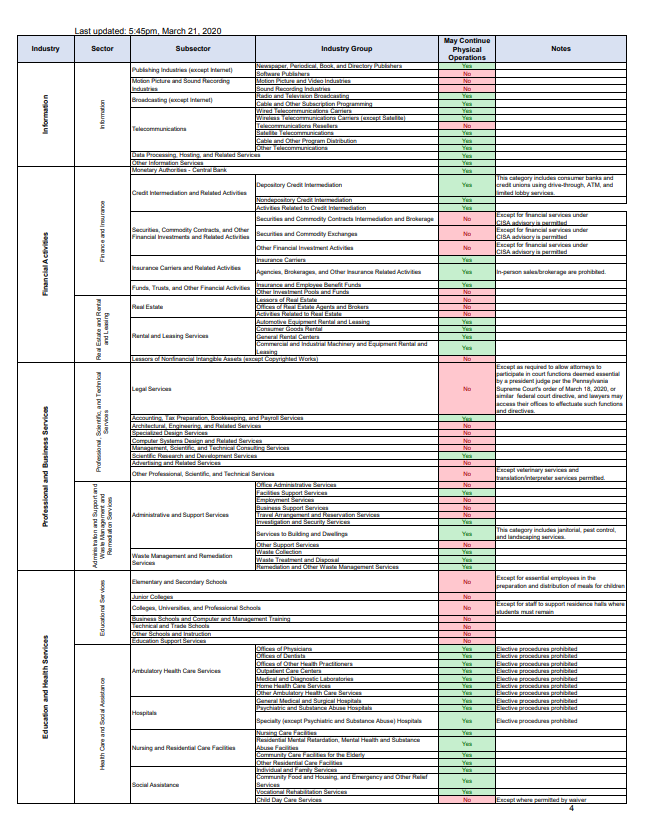 Last updated: 5:45pm, March 21, 2020
Industry Sector Subsector Industry Group May Continue Physical Operations Notes
Information
Information
Publishing Industries (except Internet)
Newspaper, Periodical, Book, and Directory Publishers Yes
Software Publishers No
Motion Picture and Sound Recording
Industries
Motion Picture and Video Industries No
Sound Recording Industries No
Broadcasting (except Internet)
Radio and Television Broadcasting Yes
Cable and Other Subscription Programming Yes
Telecommunications
Wired Telecommunications Carriers Yes
Wireless Telecommunications Carriers (except Satellite) Yes
Telecommunications Resellers No
Satellite Telecommunications Yes
Cable and Other Program Distribution Yes
Other Telecommunications Yes
Data Processing, Hosting, and Related Services Yes
Other Information Services Yes
Financial Activities
Finance and Insurance
Monetary Authorities - Central Bank Yes
Credit Intermediation and Related Activities
Depository Credit Intermediation Yes
This category includes consumer banks and
credit unions using drive-through, ATM, and
limited lobby services.
Nondepository Credit Intermediation Yes
Activities Related to Credit Intermediation Yes
Securities, Commodity Contracts, and Other
Financial Investments and Related Activities
Securities and Commodity Contracts Intermediation and Brokerage No
Except for financial services under
CISA advisory is permitted
Securities and Commodity Exchanges No
Except for financial services under
CISA advisory is permitted
Other Financial Investment Activities No
Except for financial services under
CISA advisory is permitted
Insurance Carriers and Related Activities
Insurance Carriers Yes
Agencies, Brokerages, and Other Insurance Related Activities Yes In-person sales/brokerage are prohibited.
Funds, Trusts, and Other Financial Activities
Insurance and Employee Benefit Funds Yes
Other Investment Pools and Funds No
Real Estate and Rental
and Leasing
Real Estate
Lessors of Real Estate No
Offices of Real Estate Agents and Brokers No
Activities Related to Real Estate No
Rental and Leasing Services
Automotive Equipment Rental and Leasing Yes
Consumer Goods Rental Yes
General Rental Centers Yes
Commercial and Industrial Machinery and Equipment Rental and
Leasing Yes
Lessors of Nonfinancial Intangible Assets (except Copyrighted Works) No
Professional and Business Services
Professional, Scientific, and Technical
Services
Legal Services No
Except as required to allow attorneys to
participate in court functions deemed essential
by a president judge per the Pennsylvania
Supreme Court's order of March 18, 2020, or
similar federal court directive, and lawyers may
access their offices to effectuate such functions
and directives.
Accounting, Tax Preparation, Bookkeeping, and Payroll Services Yes
Architectural, Engineering, and Related Services No
Specialized Design Services No
Computer Systems Design and Related Services No
Management, Scientific, and Technical Consulting Services No
Scientific Research and Development Services Yes
Advertising and Related Services No
Other Professional, Scientific, and Technical Services No
Except veterinary services and
translation/interpreter services permitted.
Administration and Support and
Waste Management and
Remediation Services
Administrative and Support Services
Office Administrative Services No
Facilities Support Services Yes
Employment Services No
Business Support Services No
Travel Arrangement and Reservation Services No
Investigation and Security Services Yes
Services to Building and Dwellings Yes
This category includes janitorial, pest control,
and landscaping services.
Other Support Services No
Waste Management and Remediation
Services
Waste Collection Yes
Waste Treatment and Disposal Yes
Remediation and Other Waste Management Services Yes
Education and Health Services
Educational Services
Elementary and Secondary Schools No
Except for essential employees in the
preparation and distribution of meals for children
Junior Colleges No
Colleges, Universities, and Professional Schools No
Except for staff to support residence halls where
students must remain
Business Schools and Computer and Management Training No
Technical and Trade Schools No
Other Schools and Instruction No
Education Support Services No
Health Care and Social Assistance
Ambulatory Health Care Services
Offices of Physicians Yes Elective procedures prohibited
Offices of Dentists Yes Elective procedures prohibited
Offices of Other Health Practitioners Yes Elective procedures prohibited
Outpatient Care Centers Yes Elective procedures prohibited
Medical and Diagnostic Laboratories Yes Elective procedures prohibited
Home Health Care Services Yes Elective procedures prohibited
Other Ambulatory Health Care Services Yes Elective procedures prohibited
Hospitals
General Medical and Surgical Hospitals Yes Elective procedures prohibited
Psychiatric and Substance Abuse Hospitals Yes Elective procedures prohibited
Specialty (except Psychiatric and Substance Abuse) Hospitals Yes Elective procedures prohibited
Nursing and Residential Care Facilities
Nursing Care Facilities Yes
Residential Mental Retardation, Mental Health and Substance
Abuse Facilities Yes
Community Care Facilities for the Elderly Yes
Other Residential Care Facilities Yes
Social Assistance
Individual and Family Services Yes
Community Food and Housing, and Emergency and Other Relief
Services Yes
Vocational Rehabilitation Services Yes
Child Day Care Services No Except where permitted by waiver
4